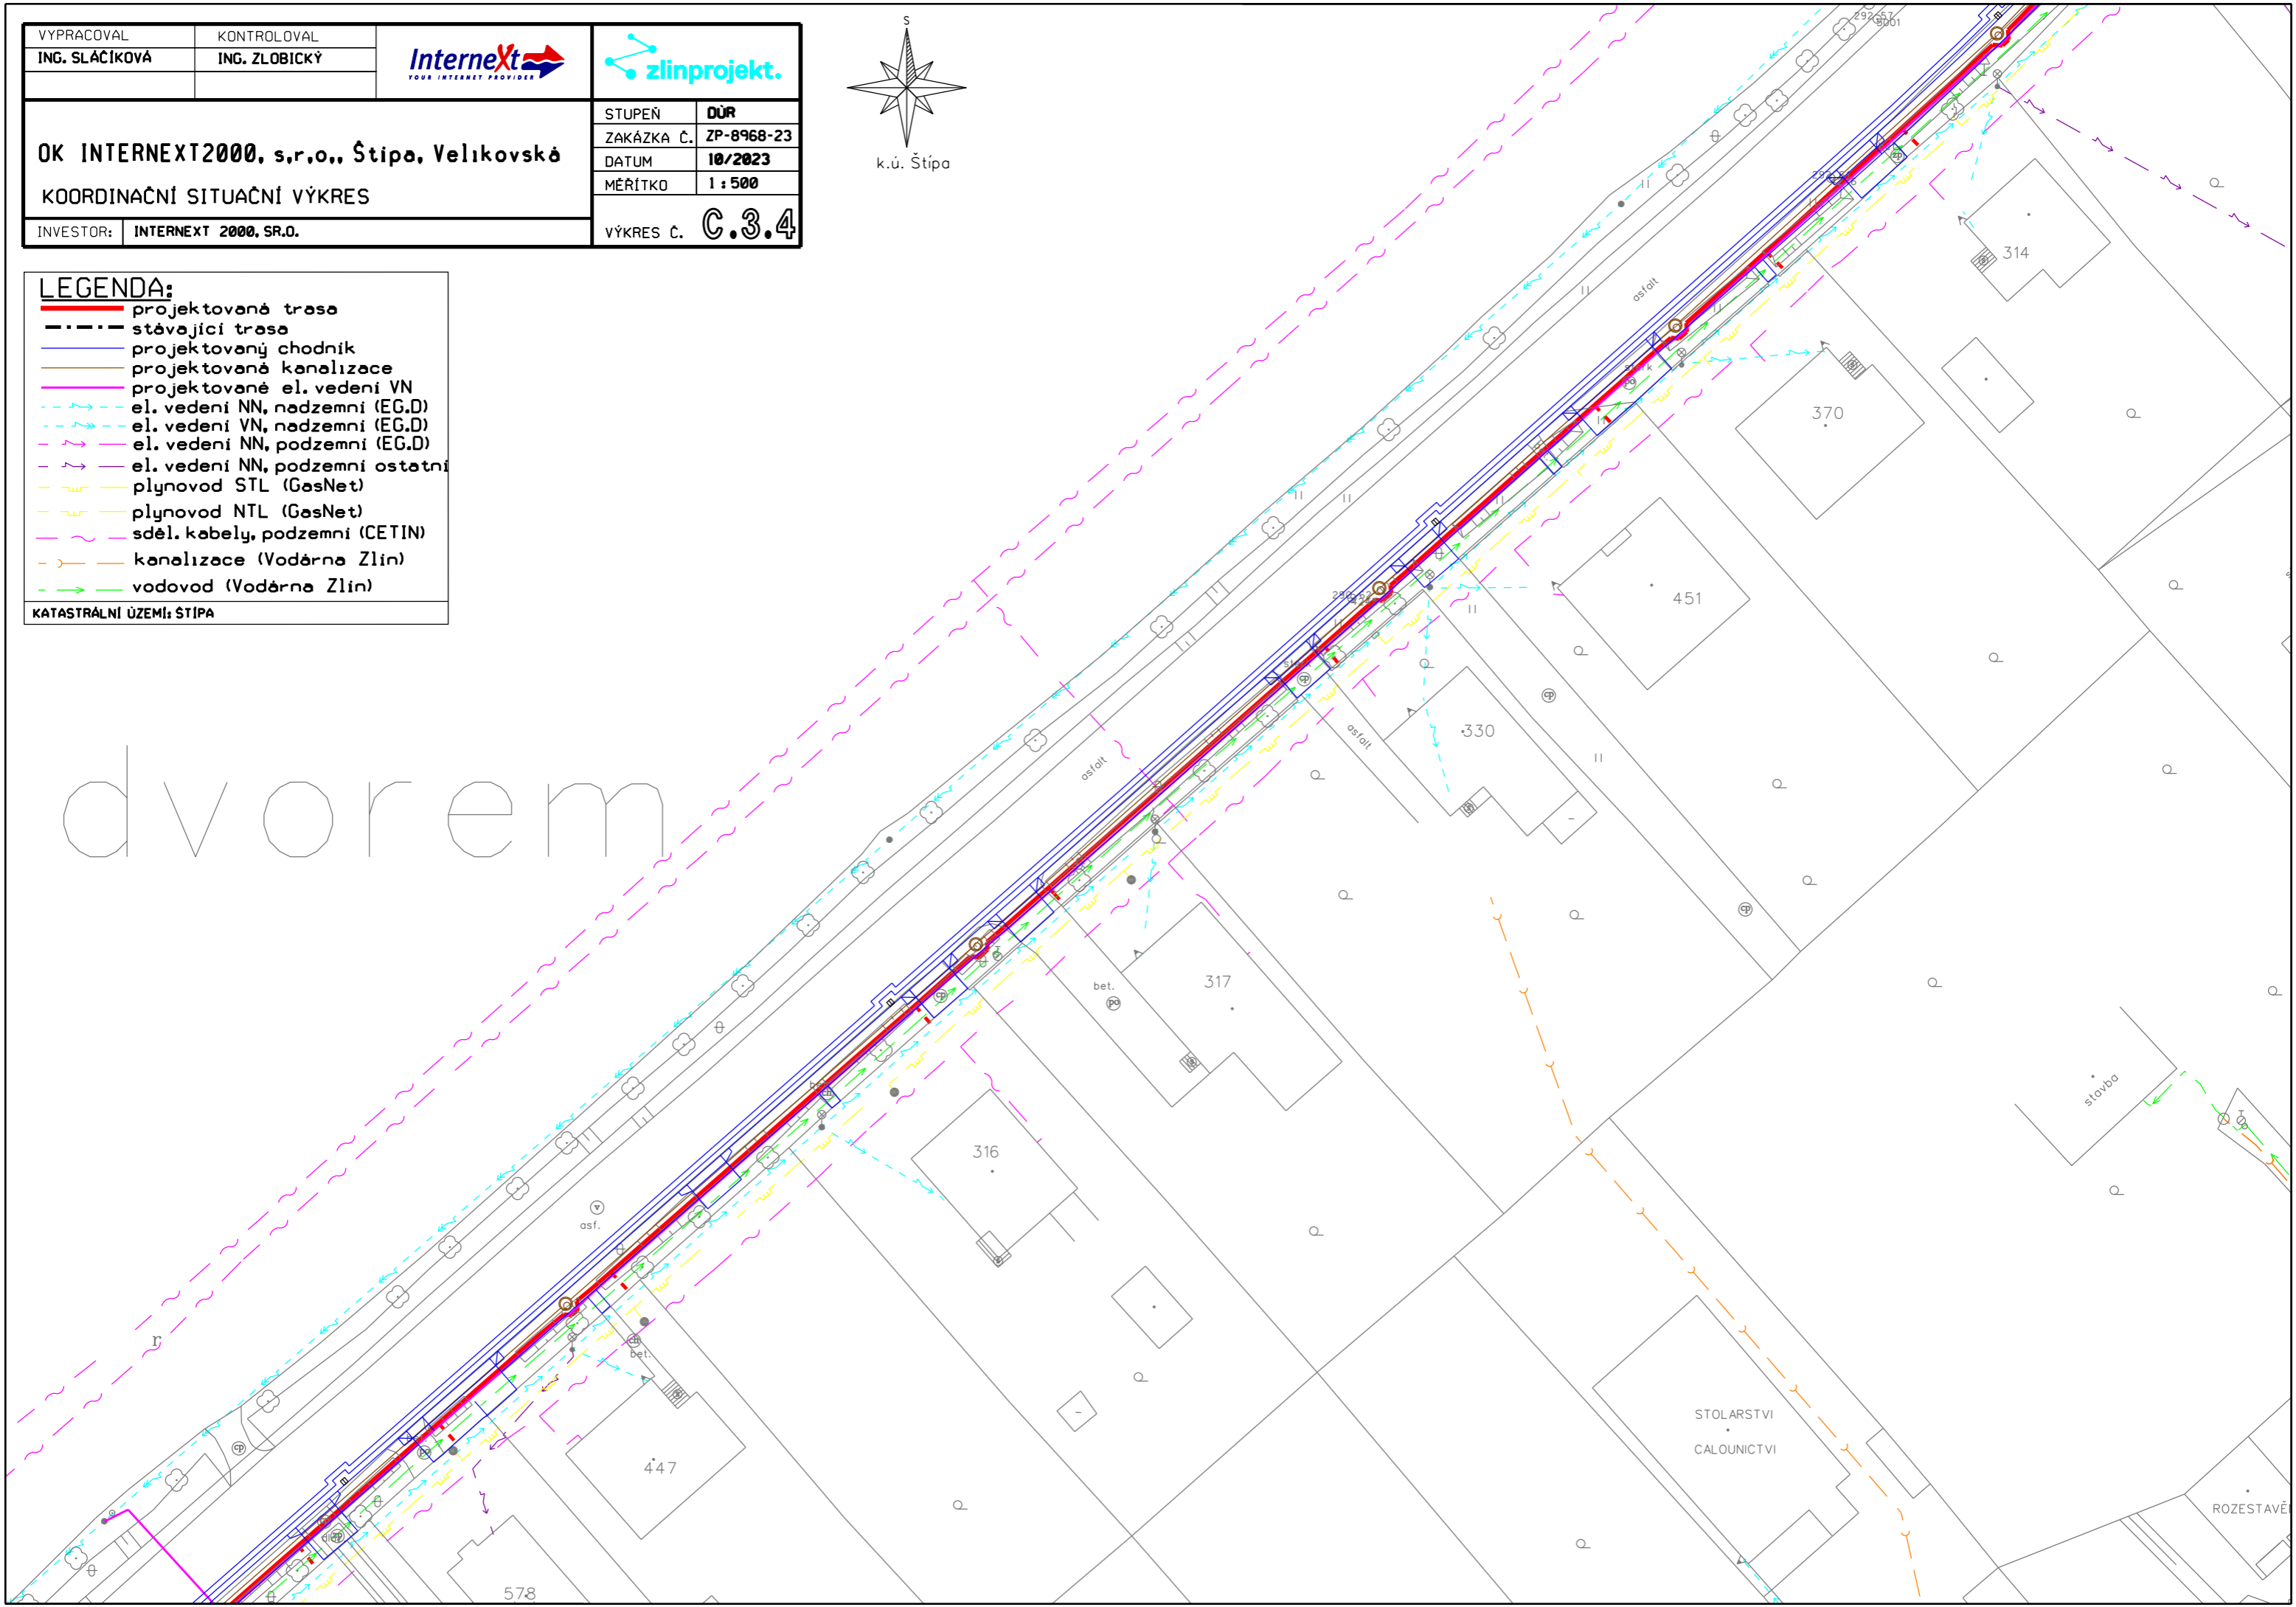 VYPRACOVAL
KONTROLOVAL
ING. SLÁČÍKOVÁ
ING. ZLOBICKÝ
InterneXt
YOUR INTERNET PROVIDER
zlinprojekt.
OK INTERNEXT2000, s,r,o,, Štípa, Velíkovská
KOORDINAČNÍ SITUAČNÍ VÝKRES
INVESTOR: INTERNEXT 2000, SR.O.
STUPEŇ DÚR
ZAKÁZKA Č. ZP-8968-23
DATUM 10/2023
MĚŘÍTKO 1 : 500
VÝKRES Č. C.3.4
S
k.ú. Štípa
LEGENDA:
projektovaná trasa
stávající trasa
projektovaný chodník
projektovaná kanalizace
projektované el. vedení VN
el. vedení NN, nadzemní (EG.D)
el. vedení VN, nadzemní (EG.D)
el. vedení NN, podzemní (EG.D)
el. vedení NN, podzemní ostatní
plynovod STL (GasNet)
plynovod NTL (GasNet)
sděl. kabely, podzemní (CETIN)
kanalizace (Vodárna Zlín)
vodovod (Vodárna Zlín)
KATASTRÁLNÍ ÚZEMÍ: ŠTÍPA
dvorem
asfalt
314
370
451
330
asfalt
asfalt
317
bet.
po
316
asf.
bet.
447
578
r
cp
cp
cp
stavba
STOLARSTVI
CALOUNICTVI
ROZESTAVĚ